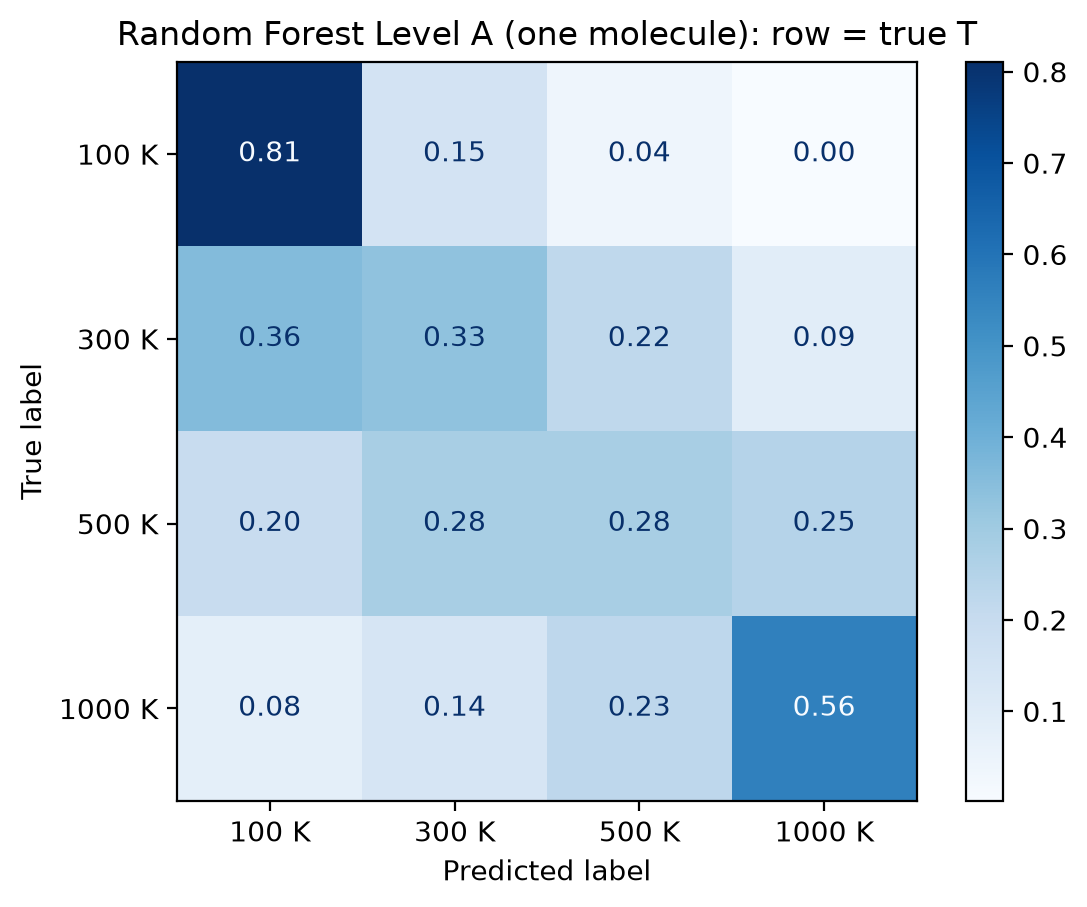 Random Forest Level A (one molecule): row = true T
0.8
100 K 0.81 0.15 0.04 0.00
0.7
0.6
300 K 0.36 0.33 0.22 0.09
0.5
True label
0.4
500 K 0.20 0.28 0.28 0.25
0.3
0.2
1000 K 0.08 0.14 0.23 0.56
0.1
100 K 300 K 500 K 1000 K
Predicted label